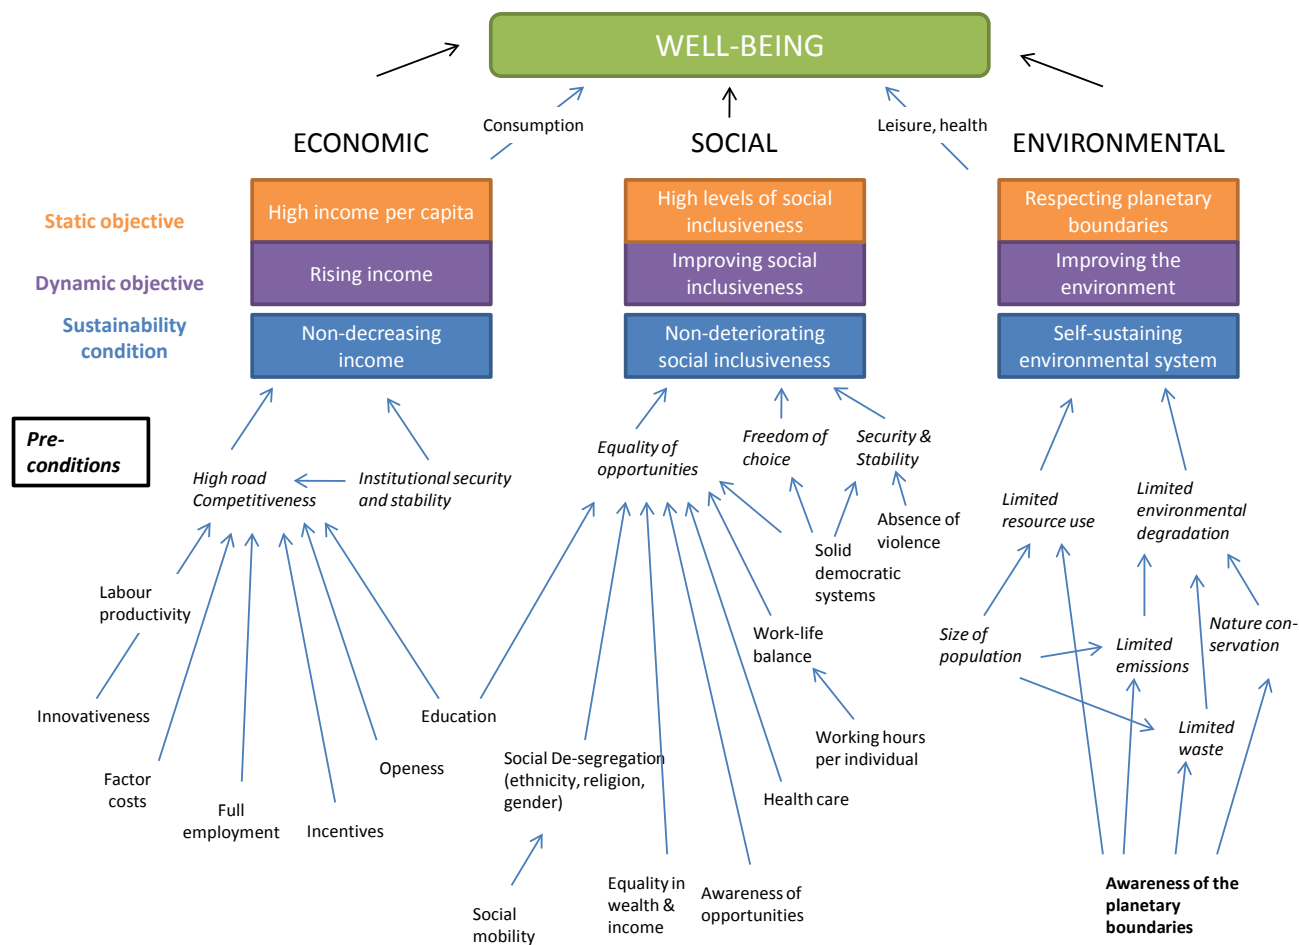 WELL-BEING
Consumption
Leisure, health
ECONOMIC
SOCIAL
ENVIRONMENTAL
Static objective
High income per capita
High levels of social
inclusiveness
Respecting planetary
boundaries
Dynamic objective
Rising income
Improving social
inclusiveness
Improving the
environment
Sustainability
condition
Non-decreasing
income
Non-deteriorating
social inclusiveness
Self-sustaining
environmental system
Pre-
conditions
High road
Competitiveness
Institutional security
and stability
Equality of
opportunities
Freedom of
choice
Security &
Stability
Limited
resource use
Limited
environmental
degradation
Absence of
violence
Solid
democratic
systems
Labour
productivity
Work-life
balance
Size of
population
Limited
emissions
Nature con-
servation
Innovativeness
Education
Working hours
per individual
Limited
waste
Factor
costs
Full
employment
Incentives
Openess
Social De-segregation
(ethnicity, religion,
gender)
Health care
Social
mobility
Equality in
wealth &
income
Awareness of
opportunities
Awareness of the
planetary
boundaries